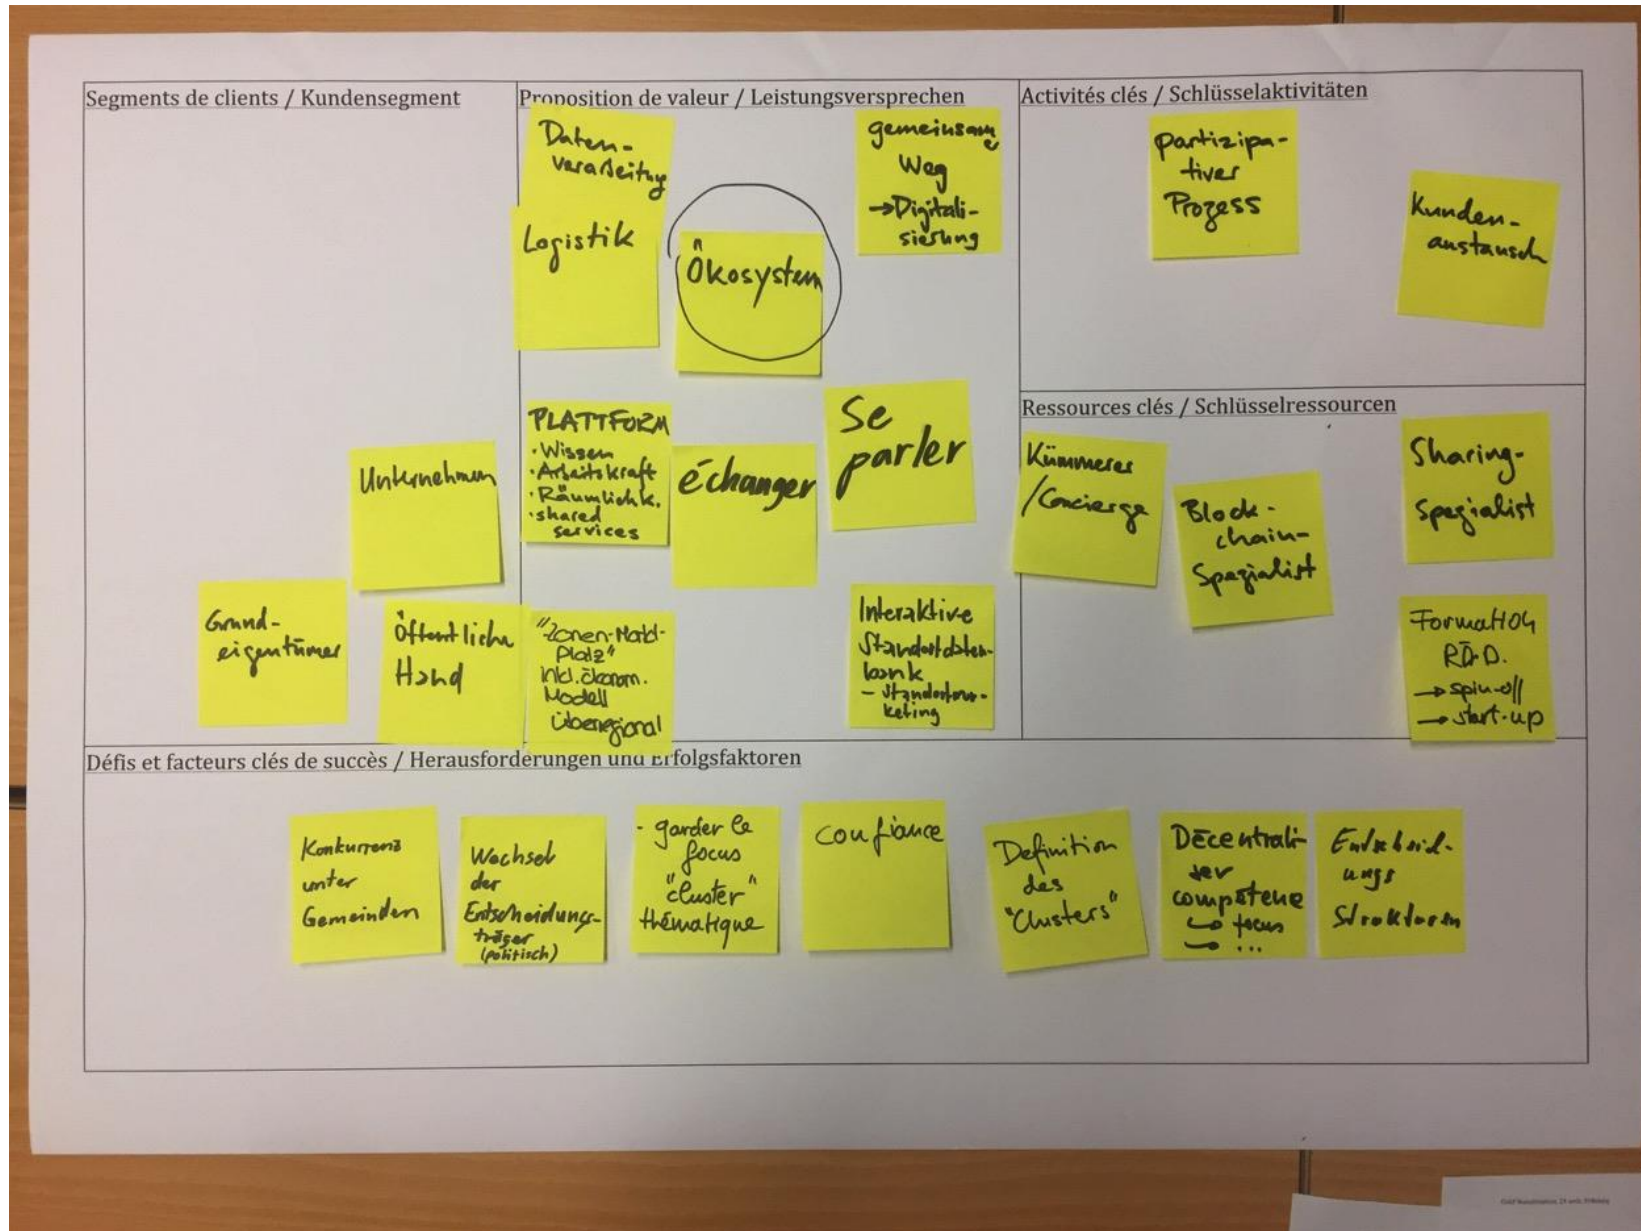 Segments de clients / Kundensegment
Unternehmen
Grund-
eigentümer
Öffentliche
Hand
Proposition de valeur / Leistungsversprechen
Daten-
verarbeitung
Logistik
Ökosystem
gemeinsame
Weg
→ Digitali-
sierung
PLATTFORM
· Wissen
· Arbeitskraft
· Räumlichk.
· shared
services
échanger
Se
parler
"Zonen-Markt-
Platz"
inkl. ökonom.
Modell
überregional
Interaktive
Standortdaten-
bank
- Standortmar-
keting
Activités clés / Schlüsselaktivitäten
partizipa-
tiver
Prozess
Kunden-
austausch
Ressources clés / Schlüsselressourcen
Kümmerer
/Concierge
Block-
chain-
Spezialist
Sharing-
Spezialist
Formation
R&D.
→ spin-off
→ start-up
Défis et facteurs clés de succès / Herausforderungen und Erfolgsfaktoren
Konkurrenz
unter
Gemeinden
Wechsel
der
Entscheidungs-
träger
(politisch)
- garder le
focus
"cluster"
thématique
confiance
Definition
des
"Clusters"
Décentrali-
ser
compétence
↳ focus
↳ ...
Entscheid-
ungs
Strukturen